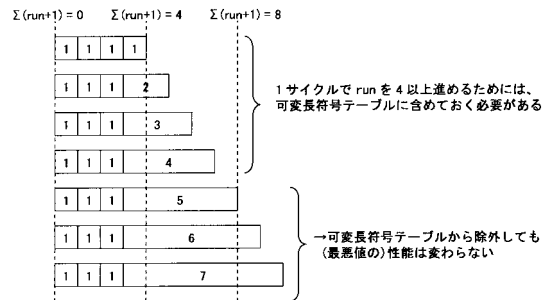 Σ(run+1) = 0 Σ(run+1) = 4 Σ(run+1) = 8
1 1 1 1
1 1 1 2
1 1 1 3
1 1 1 4
1サイクルで run を 4 以上進めるためには、
可変長符号テーブルに含めておく必要がある
1 1 1 5
1 1 1 6
1 1 1 7
→可変長符号テーブルから除外しても
(最悪値の) 性能は変わらない